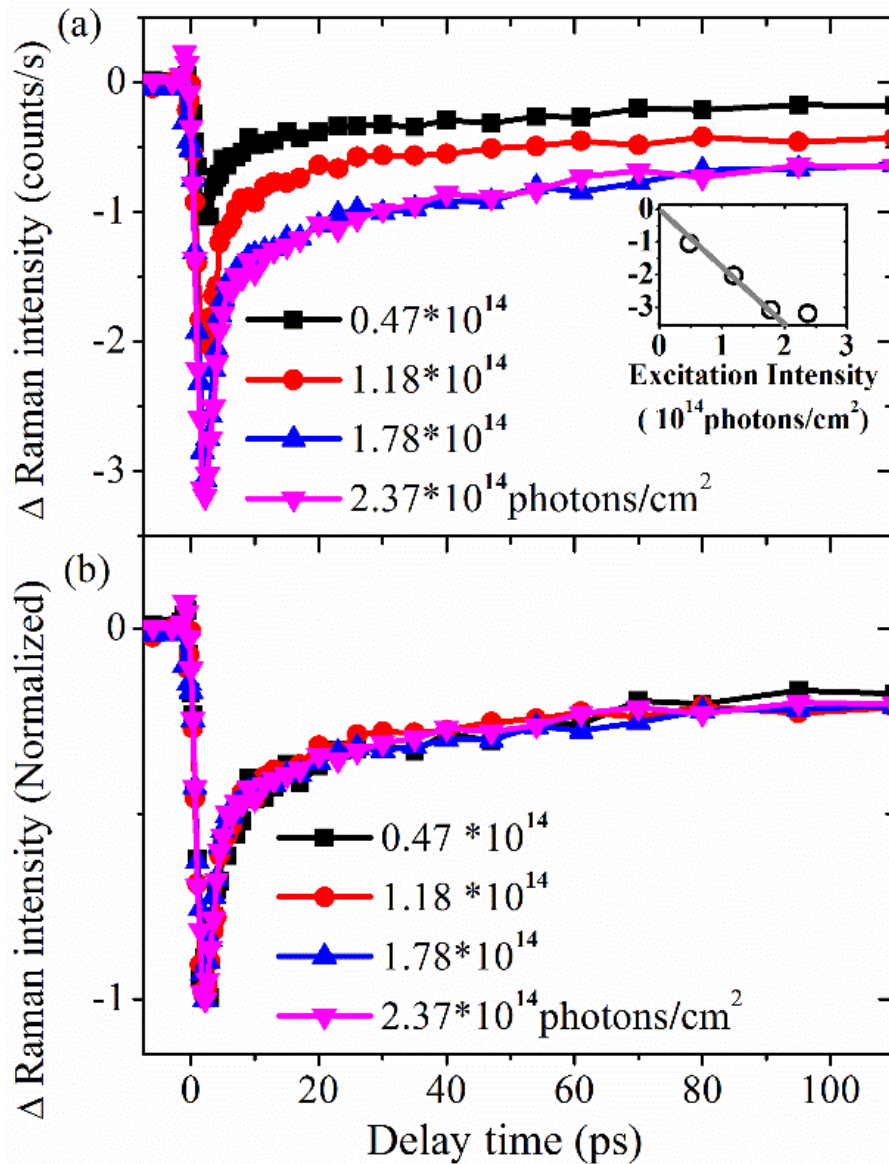 (a)
Δ Raman intensity (counts/s)
0
-1
-2
-3
0.47*10¹⁴
1.18*10¹⁴
1.78*10¹⁴
2.37*10¹⁴photons/cm²
0
-1
-2
-3
0 1 2 3
Excitation Intensity
( 10¹⁴photons/cm²)
(b)
Δ Raman intensity (Normalized)
0
-1
0.47 *10¹⁴
1.18 *10¹⁴
1.78*10¹⁴
2.37*10¹⁴photons/cm²
0 20 40 60 80 100
Delay time (ps)